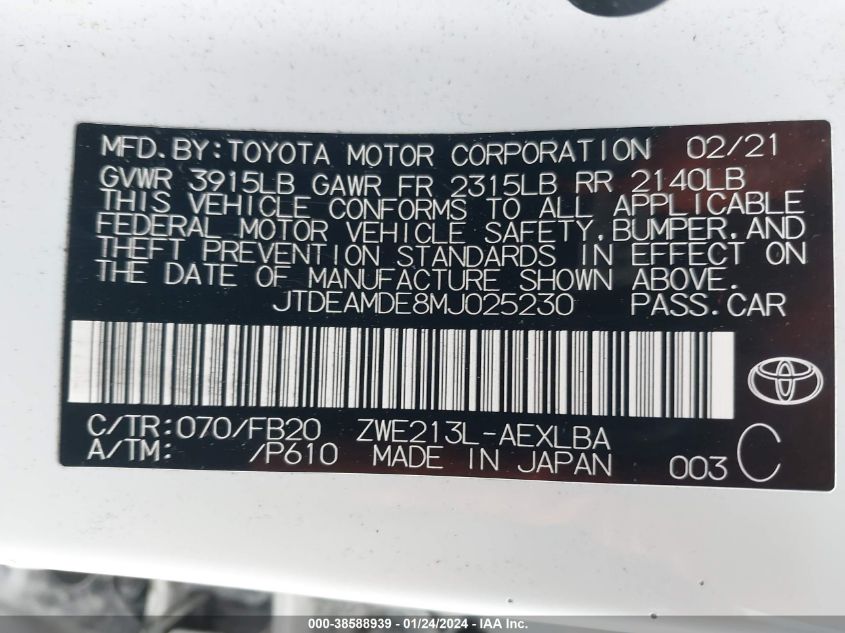 MFD.BY:TOYOTA MOTOR CORPORATION 02/21
GVWR 3915LB GAWR FR 2315LB RR 2140LB
THIS VEHICLE CONFORMS TO ALL APPLICABLE
FEDERAL MOTOR VEHICLE SAFETY,BUMPER,AND
THEFT PREVENTION STANDARDS IN EFFECT ON
THE DATE OF MANUFACTURE SHOWN ABOVE.
JTDEAMDE8MJ025230 PASS.CAR
C/TR:070/FB20 ZWE213L-AEXLBA
A/TM: /P610 MADE IN JAPAN 003 C
000-38588939 - 01/24/2024 - IAA Inc.